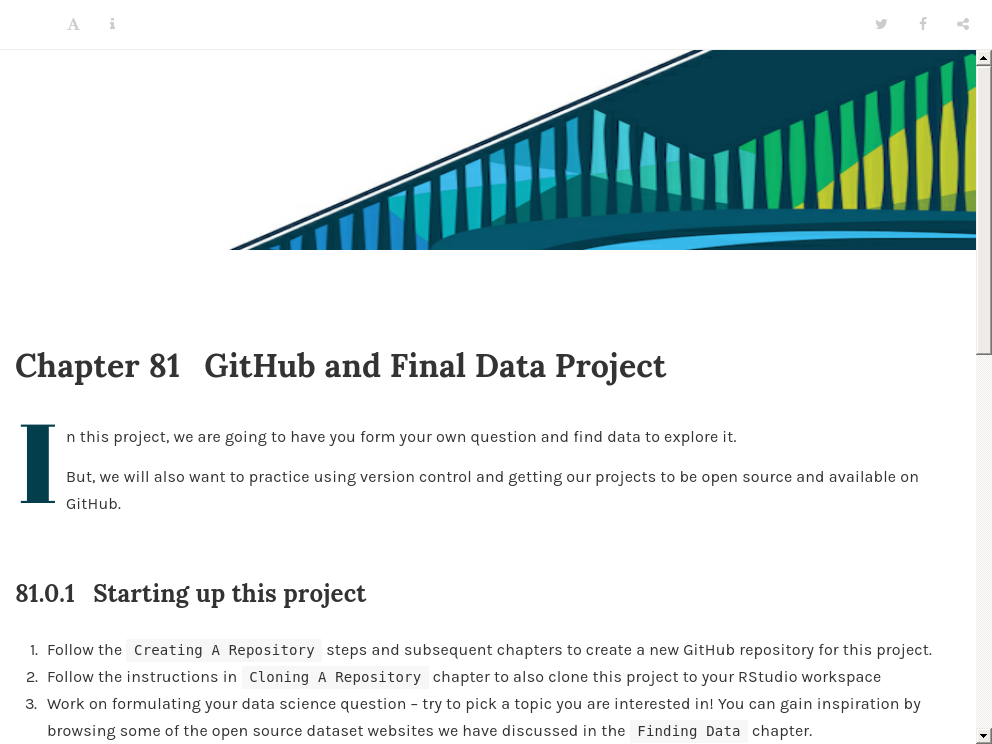 Chapter 81 GitHub and Final Data Project
In this project, we are going to have you form your own question and find data to explore it.
But, we will also want to practice using version control and getting our projects to be open source and available on
GitHub.
81.0.1 Starting up this project
1. Follow the Creating A Repository steps and subsequent chapters to create a new GitHub repository for this project.
2. Follow the instructions in Cloning A Repository chapter to also clone this project to your RStudio workspace
3. Work on formulating your data science question – try to pick a topic you are interested in! You can gain inspiration by
browsing some of the open source dataset websites we have discussed in the Finding Data chapter.